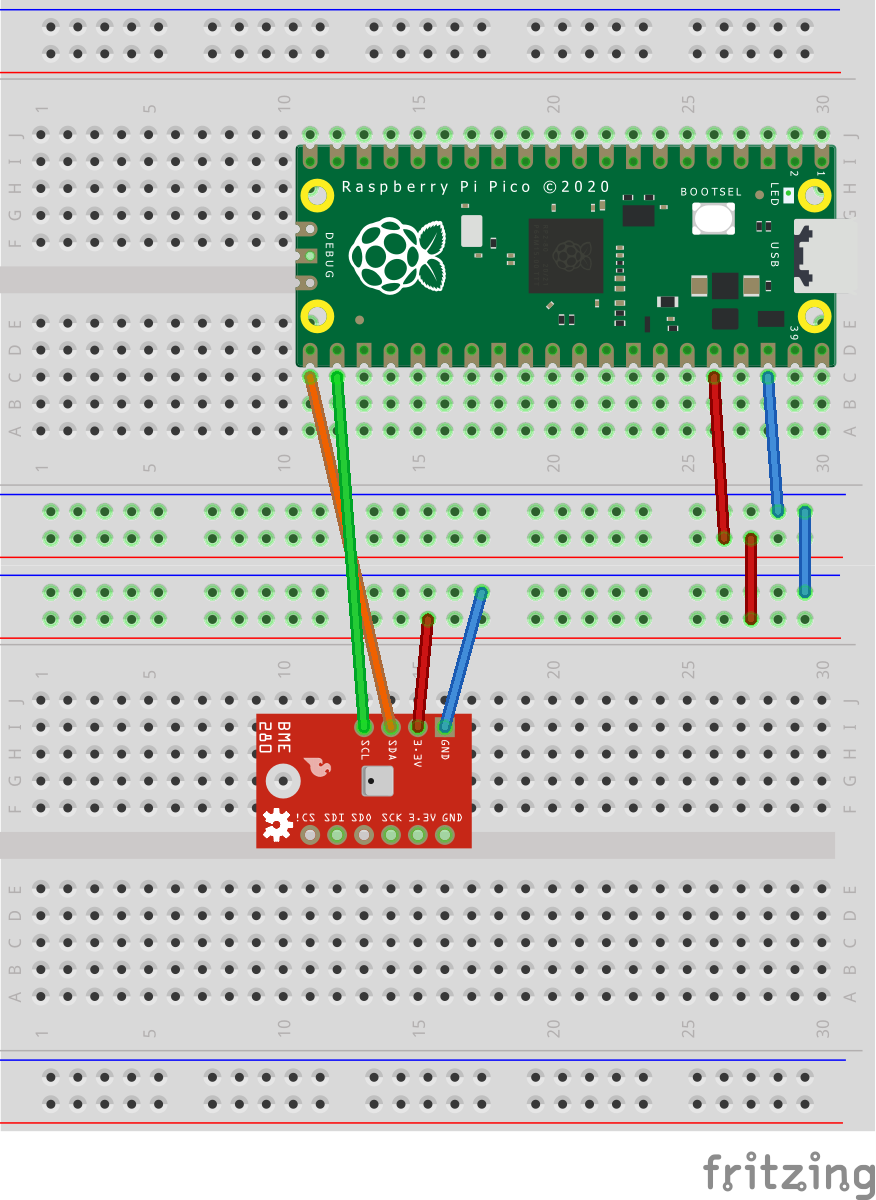 1 5 10 15 20 25 30
J J
I I
H H
G G
F F
Raspberry Pi Pico ©2020
BOOTSEL
LED
2
1
DEBUG
USB
39
E E
D D
C C
B B
A A
1 5 10 15 20 25 30
1 5 10 15 20 25 30
J J
I I
H H
G G
F F
BME
280
SCL SDA 3.3V GND
!CS SDI SDO SCK 3.3V GND
E E
D D
C C
B B
A A
1 5 10 15 20 25 30
fritzing